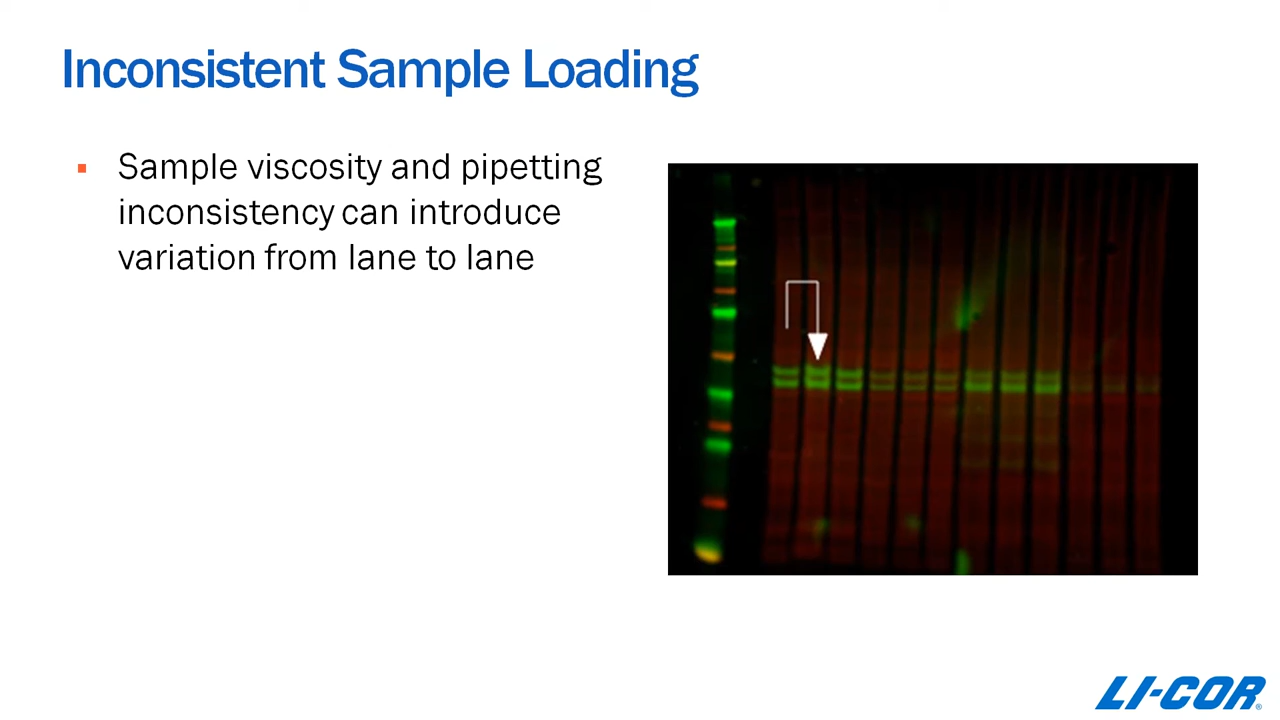 Inconsistent Sample Loading
▪ Sample viscosity and pipetting
inconsistency can introduce
variation from lane to lane
LI-COR®